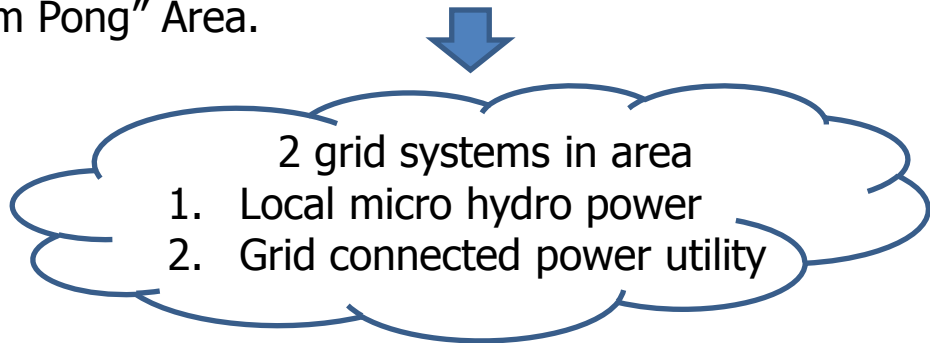 m Pong” Area.
2 grid systems in area
1. Local micro hydro power
2. Grid connected power utility